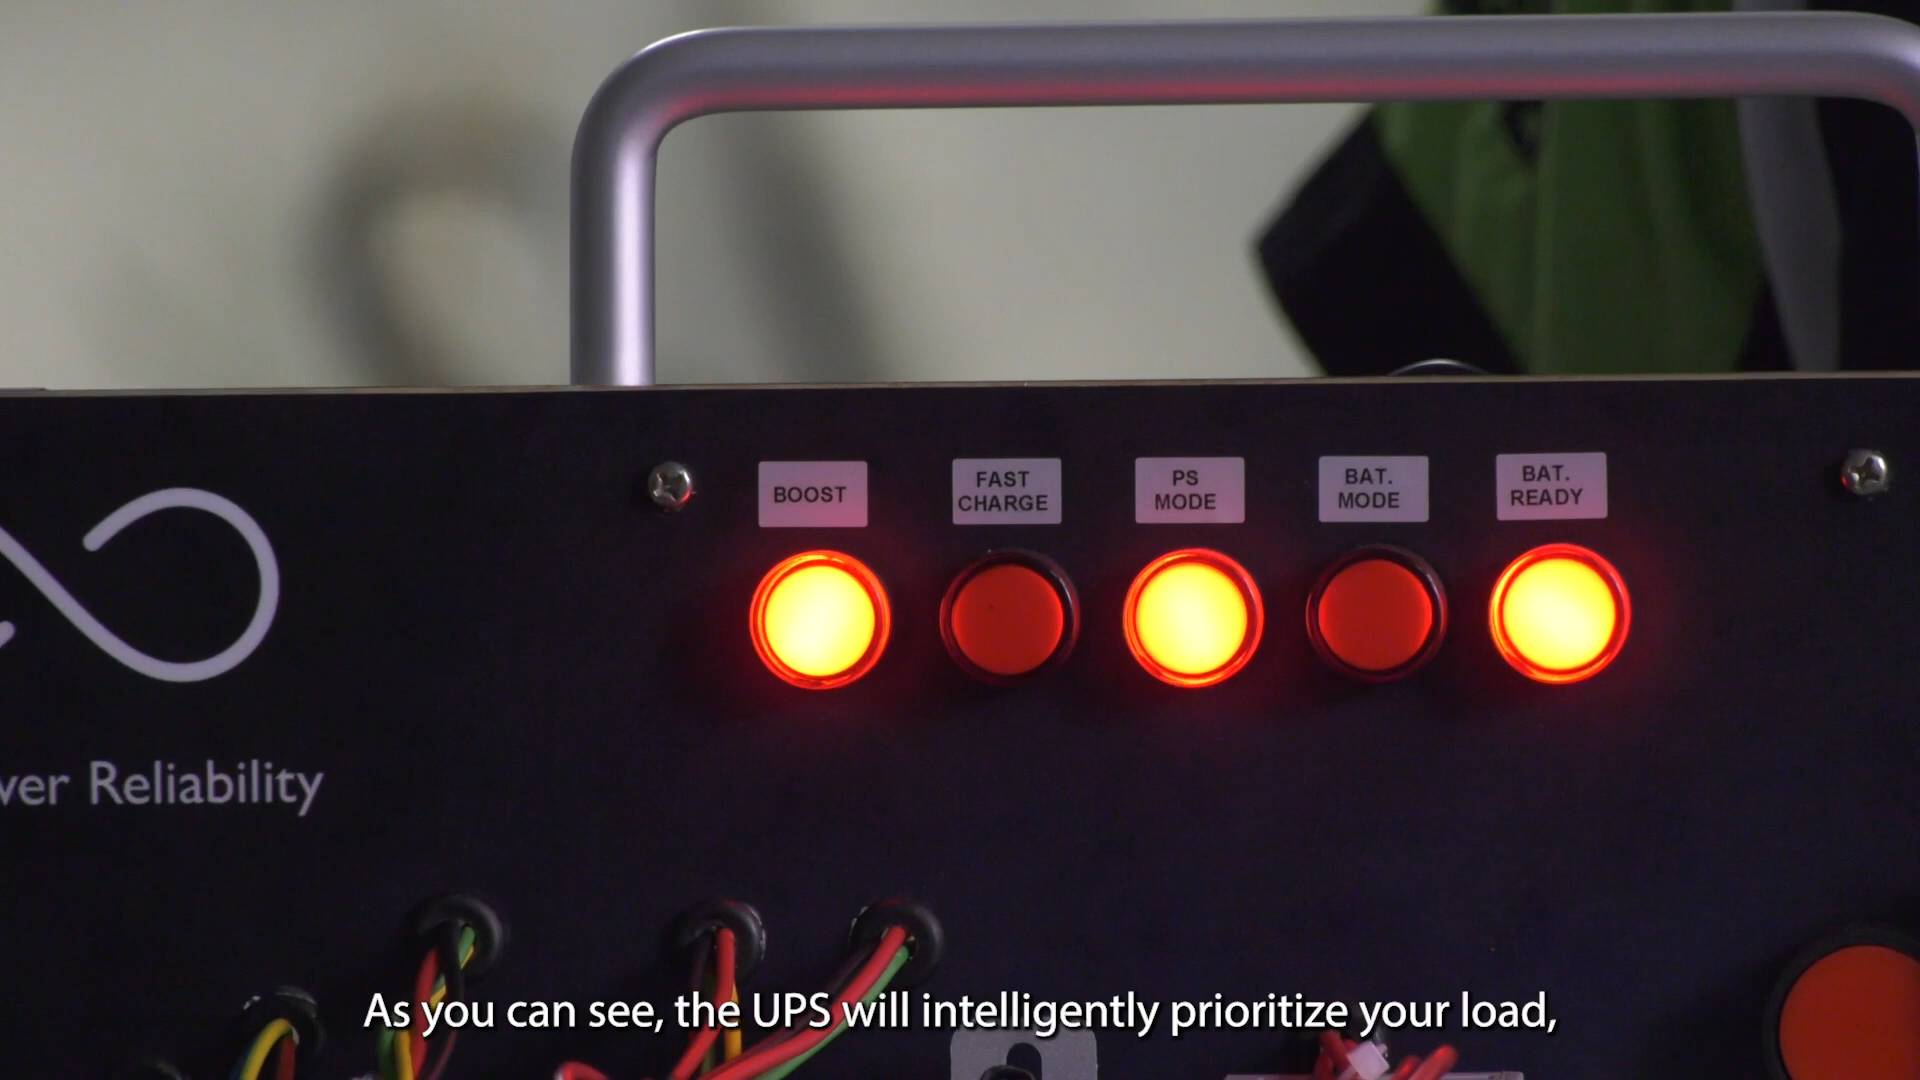 BOOST
FAST
CHARGE
PS
MODE
BAT.
MODE
BAT.
READY
ver Reliability
As you can see, the UPS will intelligently prioritize your load,